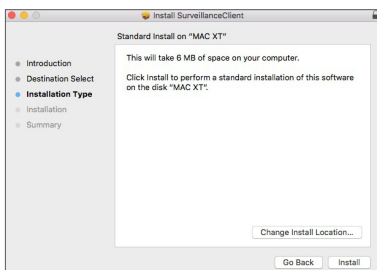 Install SurveillanceClient
Standard Install on "MAC XT"
Introduction
Destination Select
Installation Type
Installation
Summary
This will take 6 MB of space on your computer.
Click Install to perform a standard installation of this software
on the disk "MAC XT".
Change Install Location...
Go Back
Install